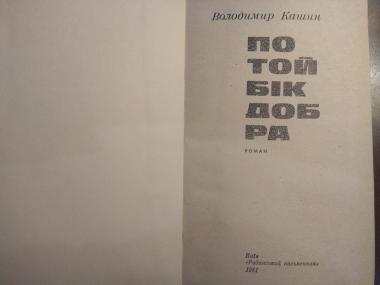 Володимир Кашин
ПО
ТОЙ
БІК
ДОБ
РА
РОМАН
Київ
«Радянський письменник»
1981